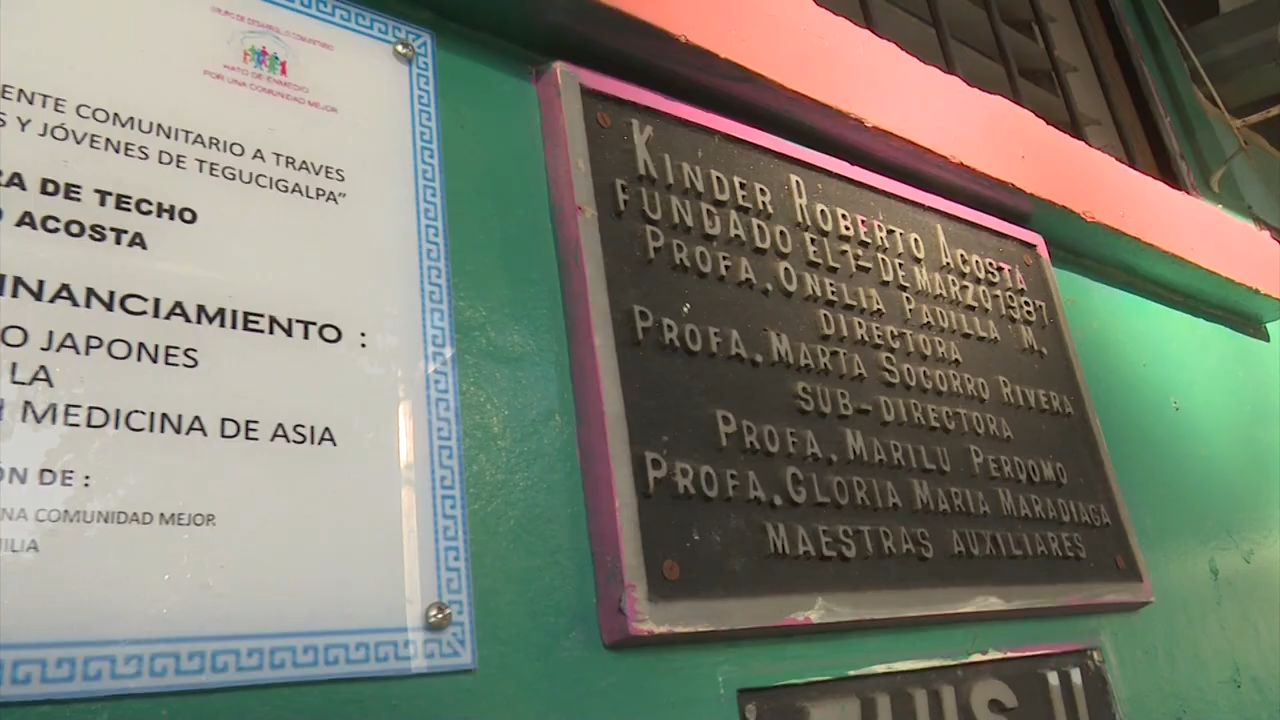 GRUPO DE DESARROLLO COMUNITARIO
HATO DE ENMEDIO
POR UNA COMUNIDAD MEJOR
ENTE COMUNITARIO A TRAVES
S Y JÓVENES DE TEGUCIGALPA”
RA DE TECHO
O ACOSTA
INANCIAMIENTO :
O JAPONES
LA
MEDICINA DE ASIA
ÓN DE :
NA COMUNIDAD MEJOR
ILIA
KINDER ROBERTO ACOSTA
FUNDADO EL 1- DE MARZO 1987
PROFA. ONELIA PADILLA M.
DIRECTORA
PROFA. MARTA SOCORRO RIVERA
SUB-DIRECTORA
PROFA. MARILU PERDOMO
PROFA. GLORIA MARIA MARADIAGA
MAESTRAS AUXILIARES